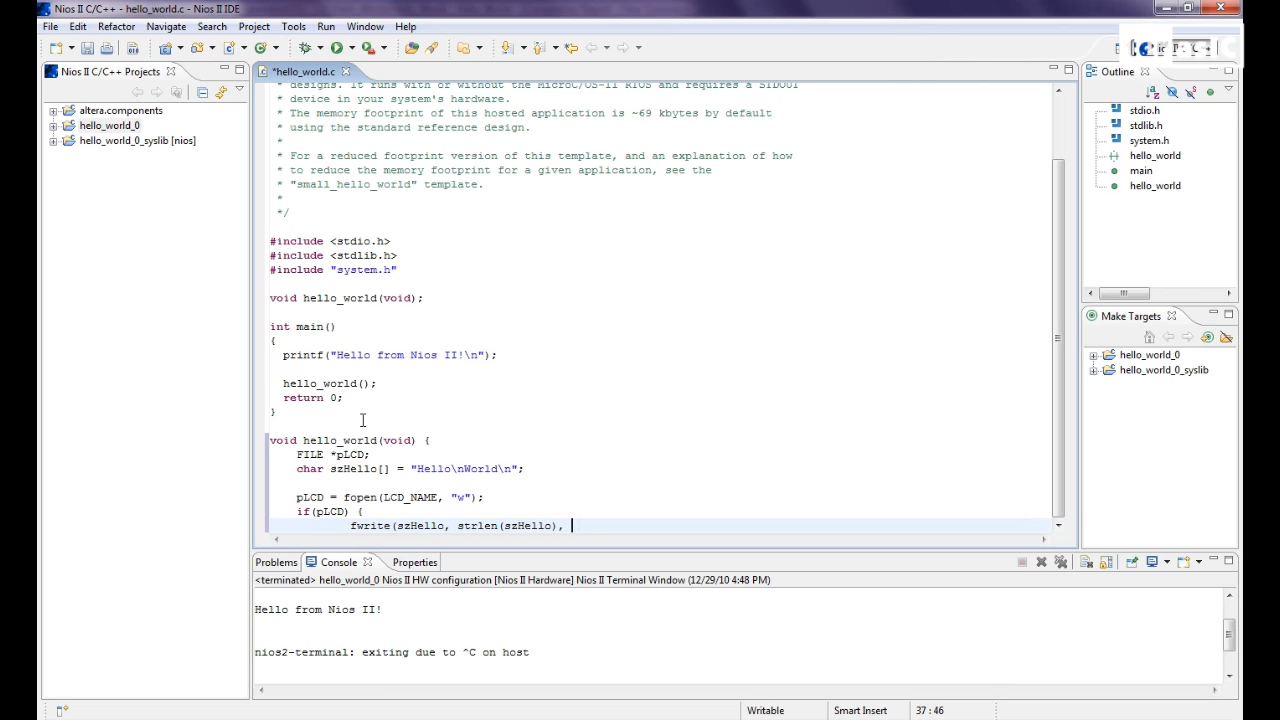 Nios II C/C++ - hello_world.c - Nios II IDE
File Edit Refactor Navigate Search Project Tools Run Window Help
Nios II C/C++ Projects
altera.components
hello_world_0
hello_world_0_syslib [nios]
*hello_world.c
* designs. It runs with or without the MicroC/OS-II RTOS and requires a STDOUT
* device in your system's hardware.
* The memory footprint of this hosted application is ~69 kbytes by default
* using the standard reference design.
*
* For a reduced footprint version of this template, and an explanation of how
* to reduce the memory footprint for a given application, see the
* "small_hello_world" template.
*
*/
#include <stdio.h>
#include <stdlib.h>
#include "system.h"
void hello_world(void);
int main()
{
printf("Hello from Nios II!\n");
hello_world();
return 0;
}
void hello_world(void) {
FILE *pLCD;
char szHello[] = "Hello\nWorld\n";
pLCD = fopen(LCD_NAME, "w");
if(pLCD) {
fwrite(szHello, strlen(szHello),
Outline
stdio.h
stdlib.h
system.h
hello_world
main
hello_world
Make Targets
hello_world_0
hello_world_0_syslib
Problems Console Properties
<terminated> hello_world_0 Nios II HW configuration [Nios II Hardware] Nios II Terminal Window (12/29/10 4:48 PM)
Hello from Nios II!
nios2-terminal: exiting due to ^C on host
Writable Smart Insert 37 : 46